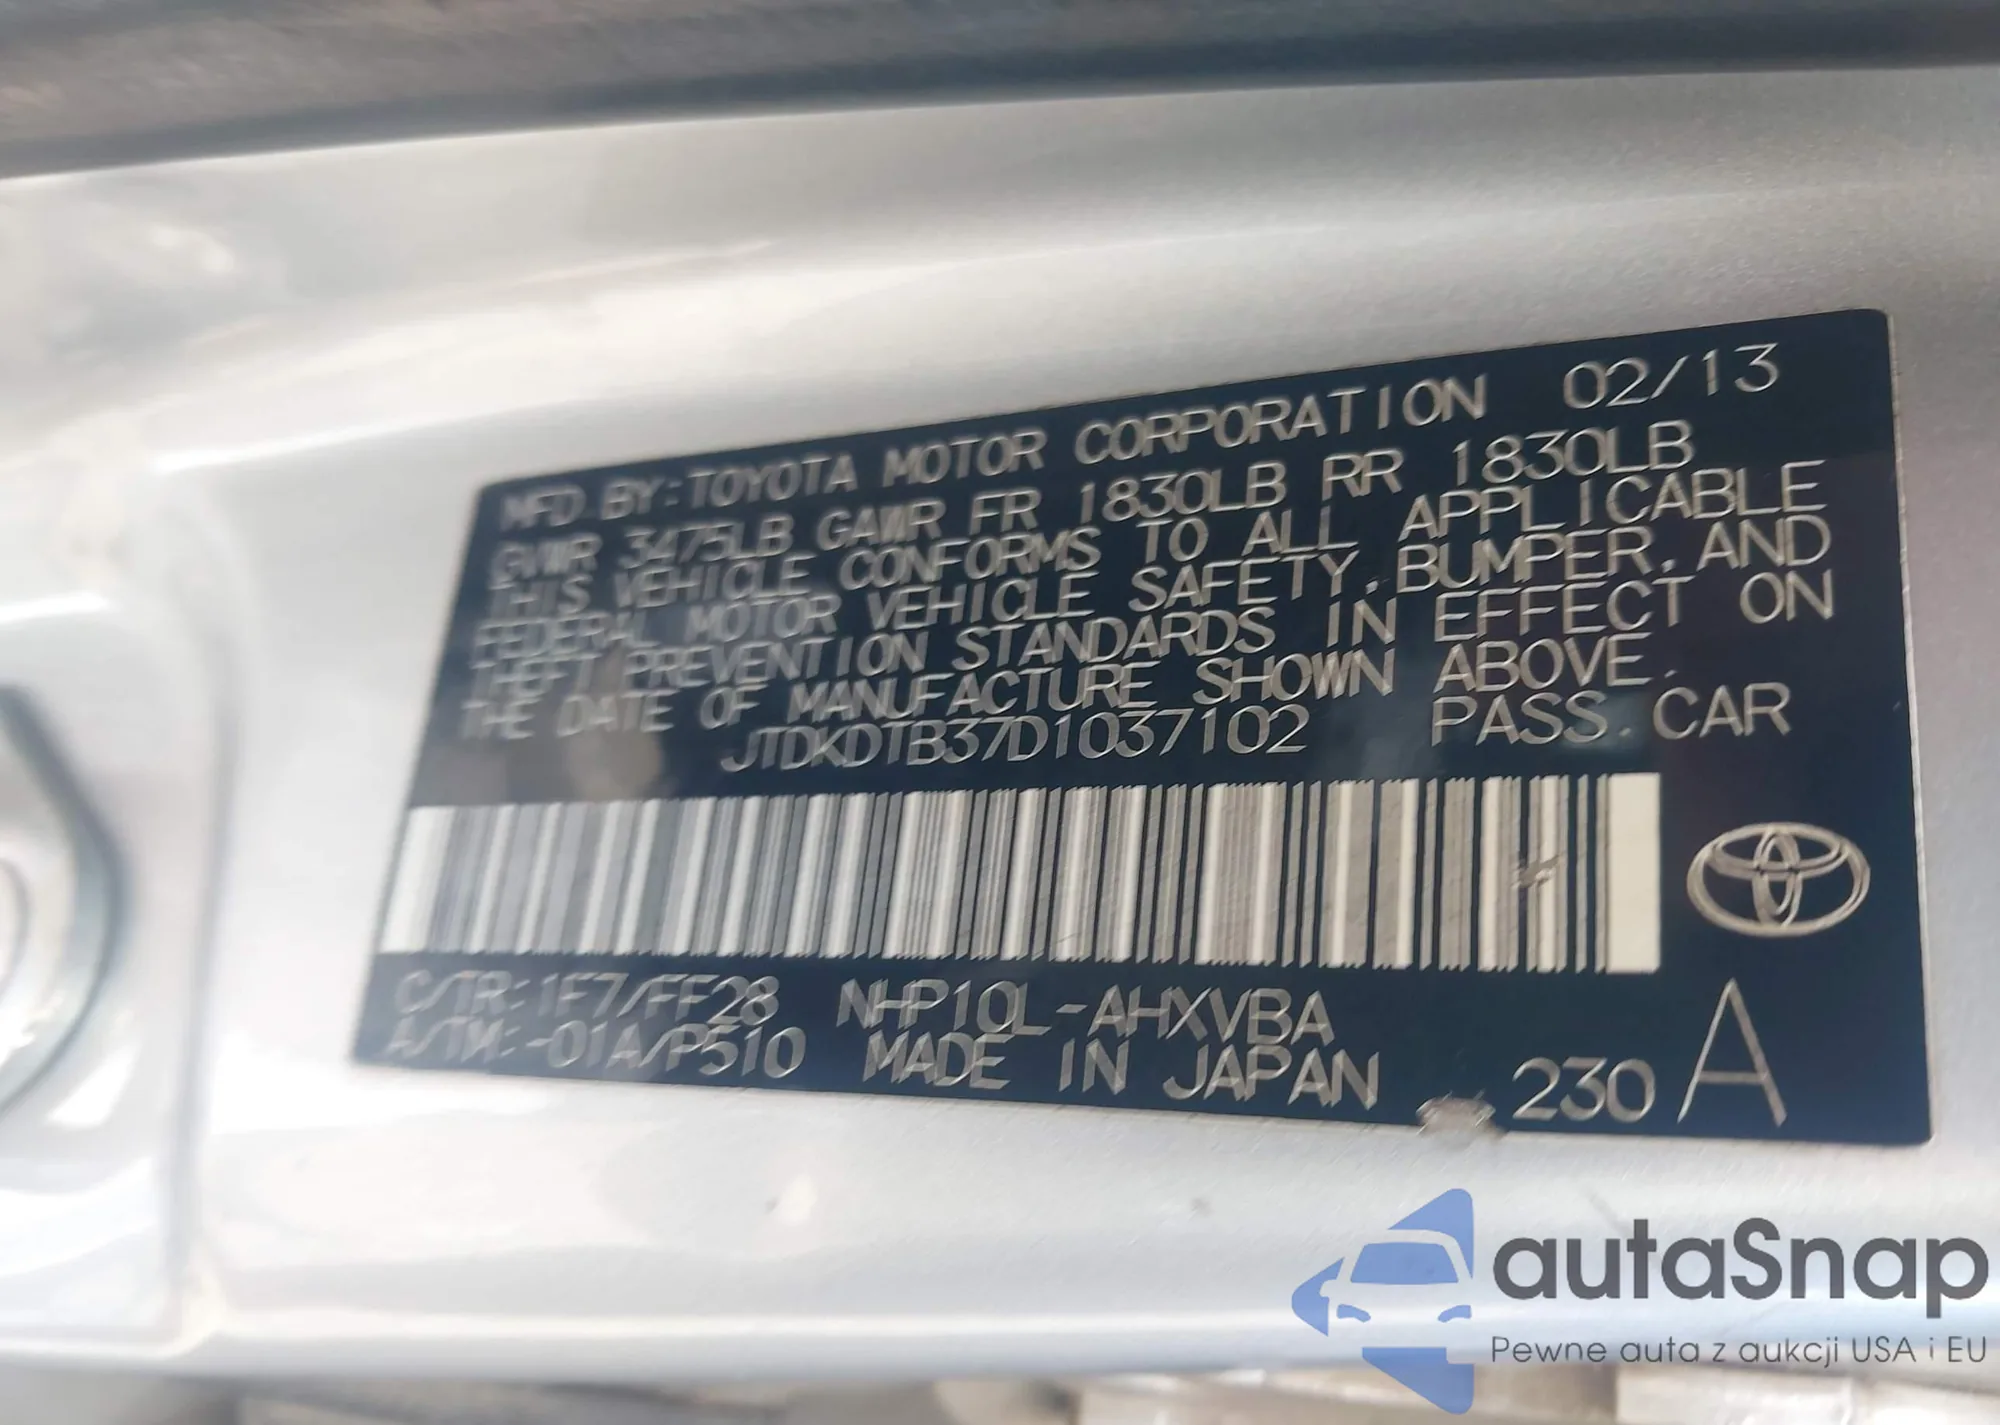 MFD BY:TOYOTA MOTOR CORPORATION 02/13
GVWR 3475LB GAWR FR 1830LB RR 1830LB
THIS VEHICLE CONFORMS TO ALL APPLICABLE
FEDERAL MOTOR VEHICLE SAFETY,BUMPER,AND
THEFT PREVENTION STANDARDS IN EFFECT ON
THE DATE OF MANUFACTURE SHOWN ABOVE.
JTDKDTB37D1037102 PASS.CAR
C/TR:1F7/FF28 NHP10L-AHXVBA
A/TM:-01A/P510 MADE IN JAPAN 230 A
autaSnap
Pewne auta z aukcji USA i EU